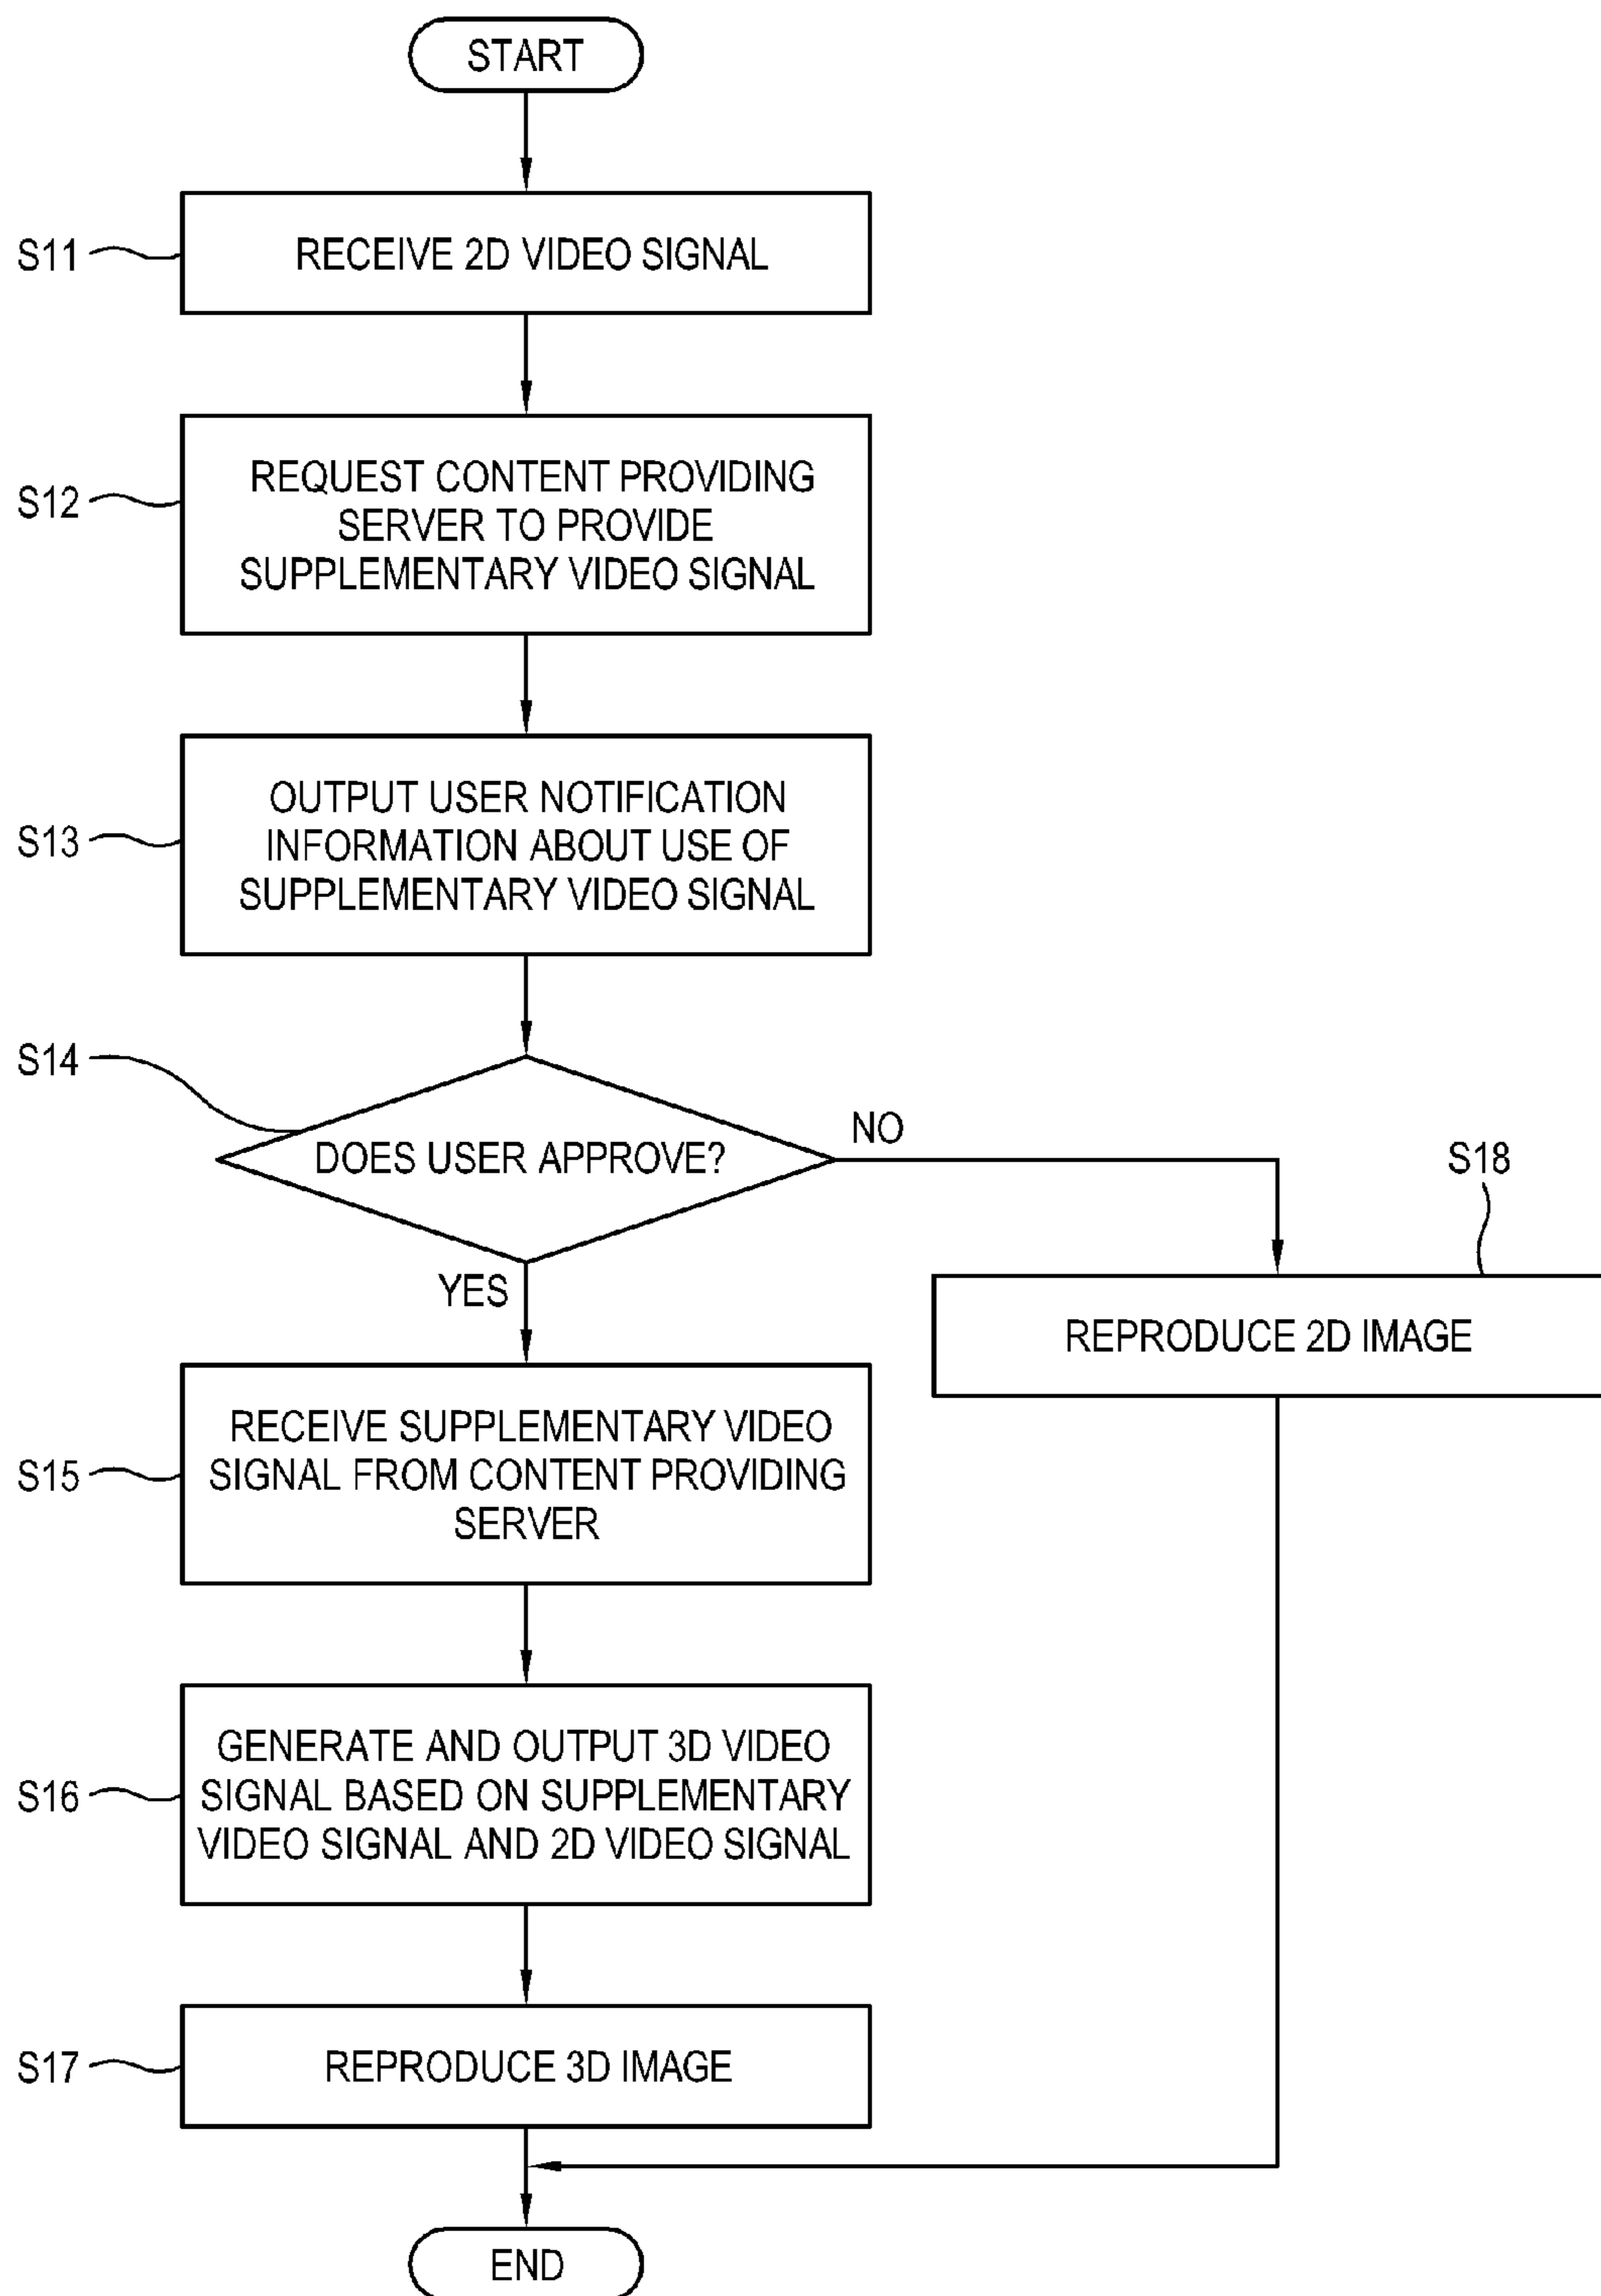 START
S11
RECEIVE 2D VIDEO SIGNAL
S12
REQUEST CONTENT PROVIDING
SERVER TO PROVIDE
SUPPLEMENTARY VIDEO SIGNAL
S13
OUTPUT USER NOTIFICATION
INFORMATION ABOUT USE OF
SUPPLEMENTARY VIDEO SIGNAL
S14
DOES USER APPROVE?
NO
S18
REPRODUCE 2D IMAGE
YES
S15
RECEIVE SUPPLEMENTARY VIDEO
SIGNAL FROM CONTENT PROVIDING
SERVER
S16
GENERATE AND OUTPUT 3D VIDEO
SIGNAL BASED ON SUPPLEMENTARY
VIDEO SIGNAL AND 2D VIDEO SIGNAL
S17
REPRODUCE 3D IMAGE
END